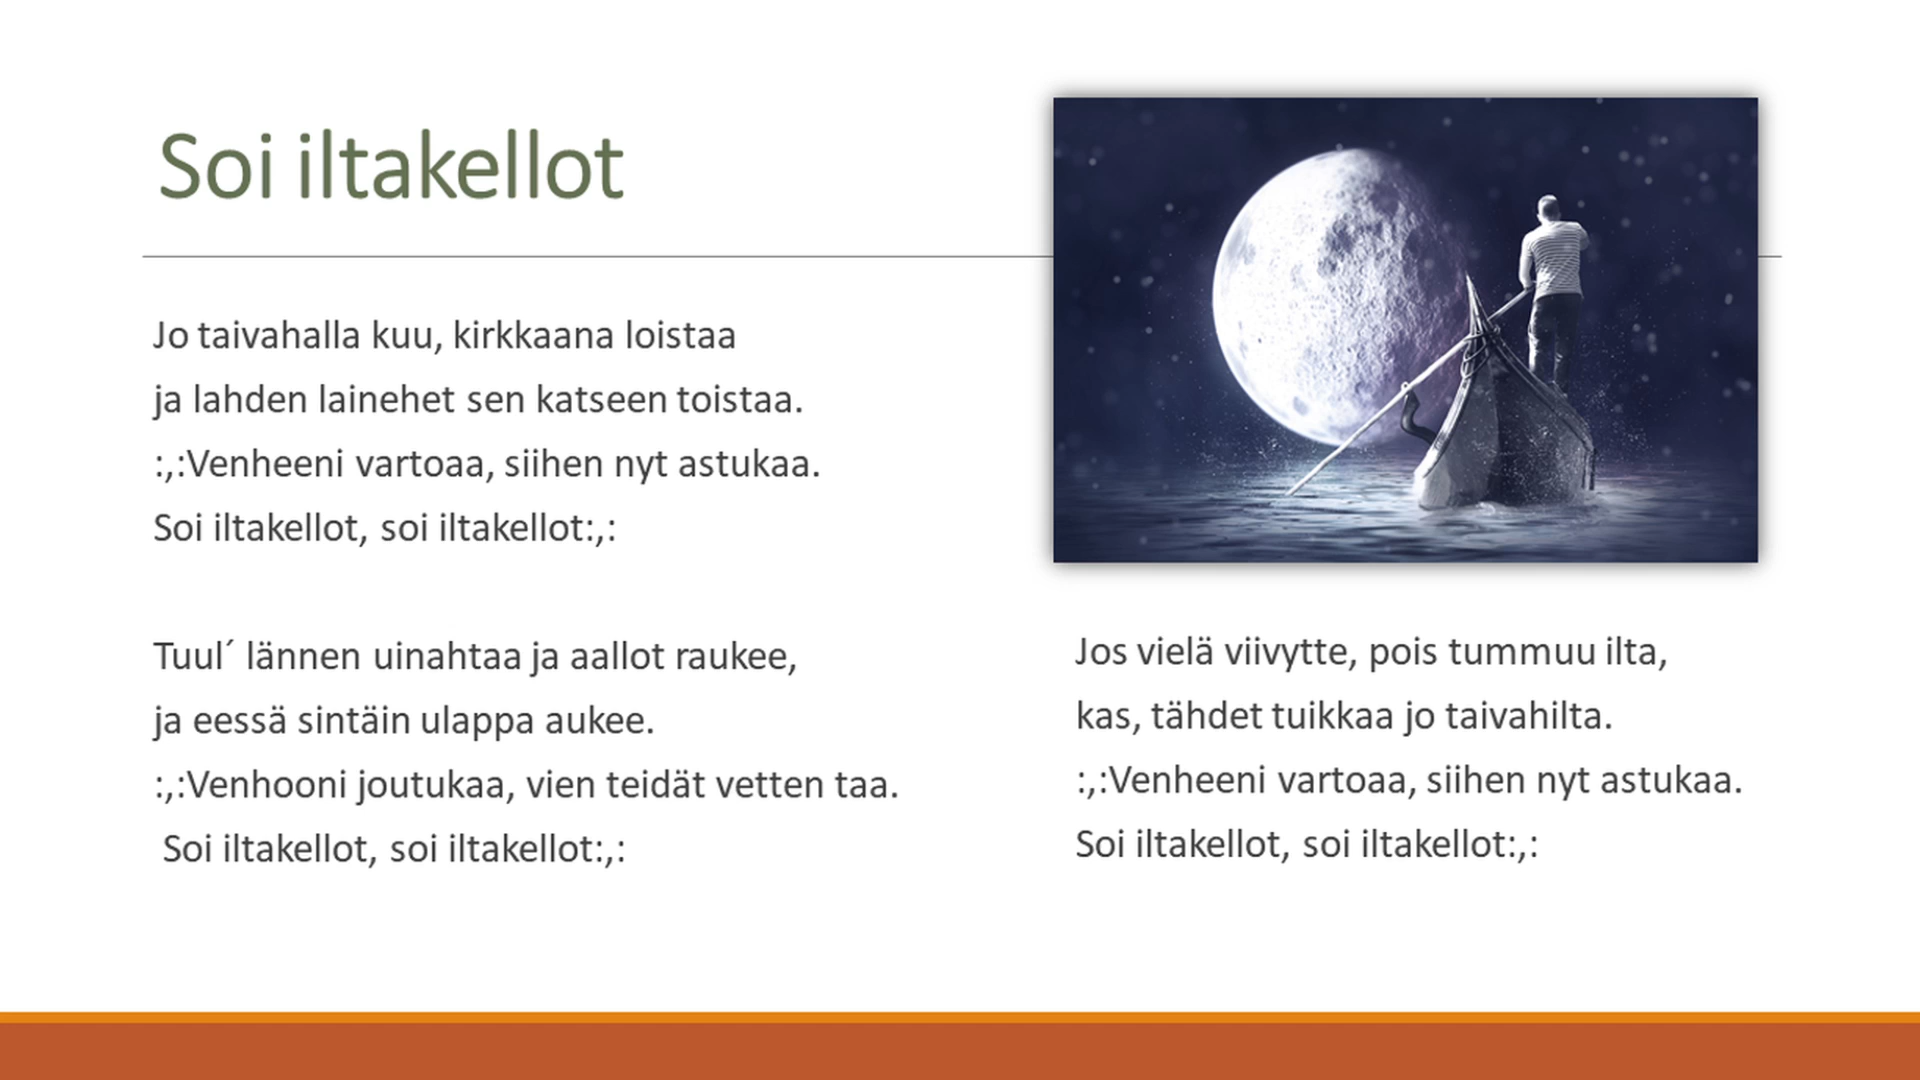 Soi iltakellot
Jo taivahalla kuu, kirkkaana loistaa
ja lahden lainehet sen katseen toistaa.
:,:Venheeni vartoaa, siihen nyt astukaa.
Soi iltakellot, soi iltakellot:,:
Tuul´ lännen uinahtaa ja aallot raukee,
ja eessä sintäin ulappa aukee.
:,:Venhooni joutukaa, vien teidät vetten taa.
Soi iltakellot, soi iltakellot:,:
Jos vielä viivytte, pois tummuu ilta,
kas, tähdet tuikkaa jo taivahilta.
:,:Venheeni vartoaa, siihen nyt astukaa.
Soi iltakellot, soi iltakellot:,: